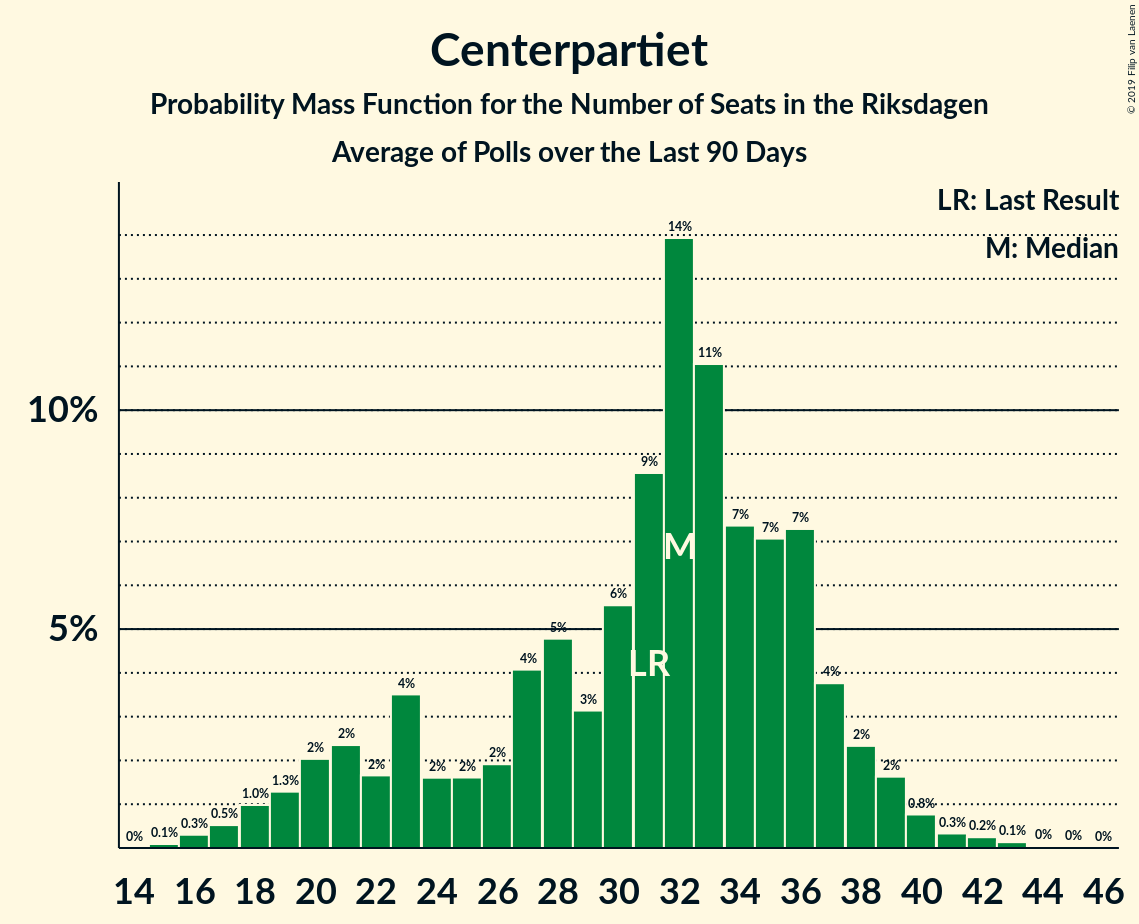 Centerpartiet
Probability Mass Function for the Number of Seats in the Riksdagen
Average of Polls over the Last 90 Days
© 2019 Filip van Laenen
LR: Last Result
M: Median
10%
5%
0% 0.1% 0.3% 0.5% 1.0% 1.3% 2% 2% 2% 4% 2% 2% 2% 4% 5% 3% 6% 9% 14% 11% 7% 7% 7% 4% 2% 2% 0.8% 0.3% 0.2% 0.1% 0% 0% 0%
M
LR
14 16 18 20 22 24 26 28 30 32 34 36 38 40 42 44 46